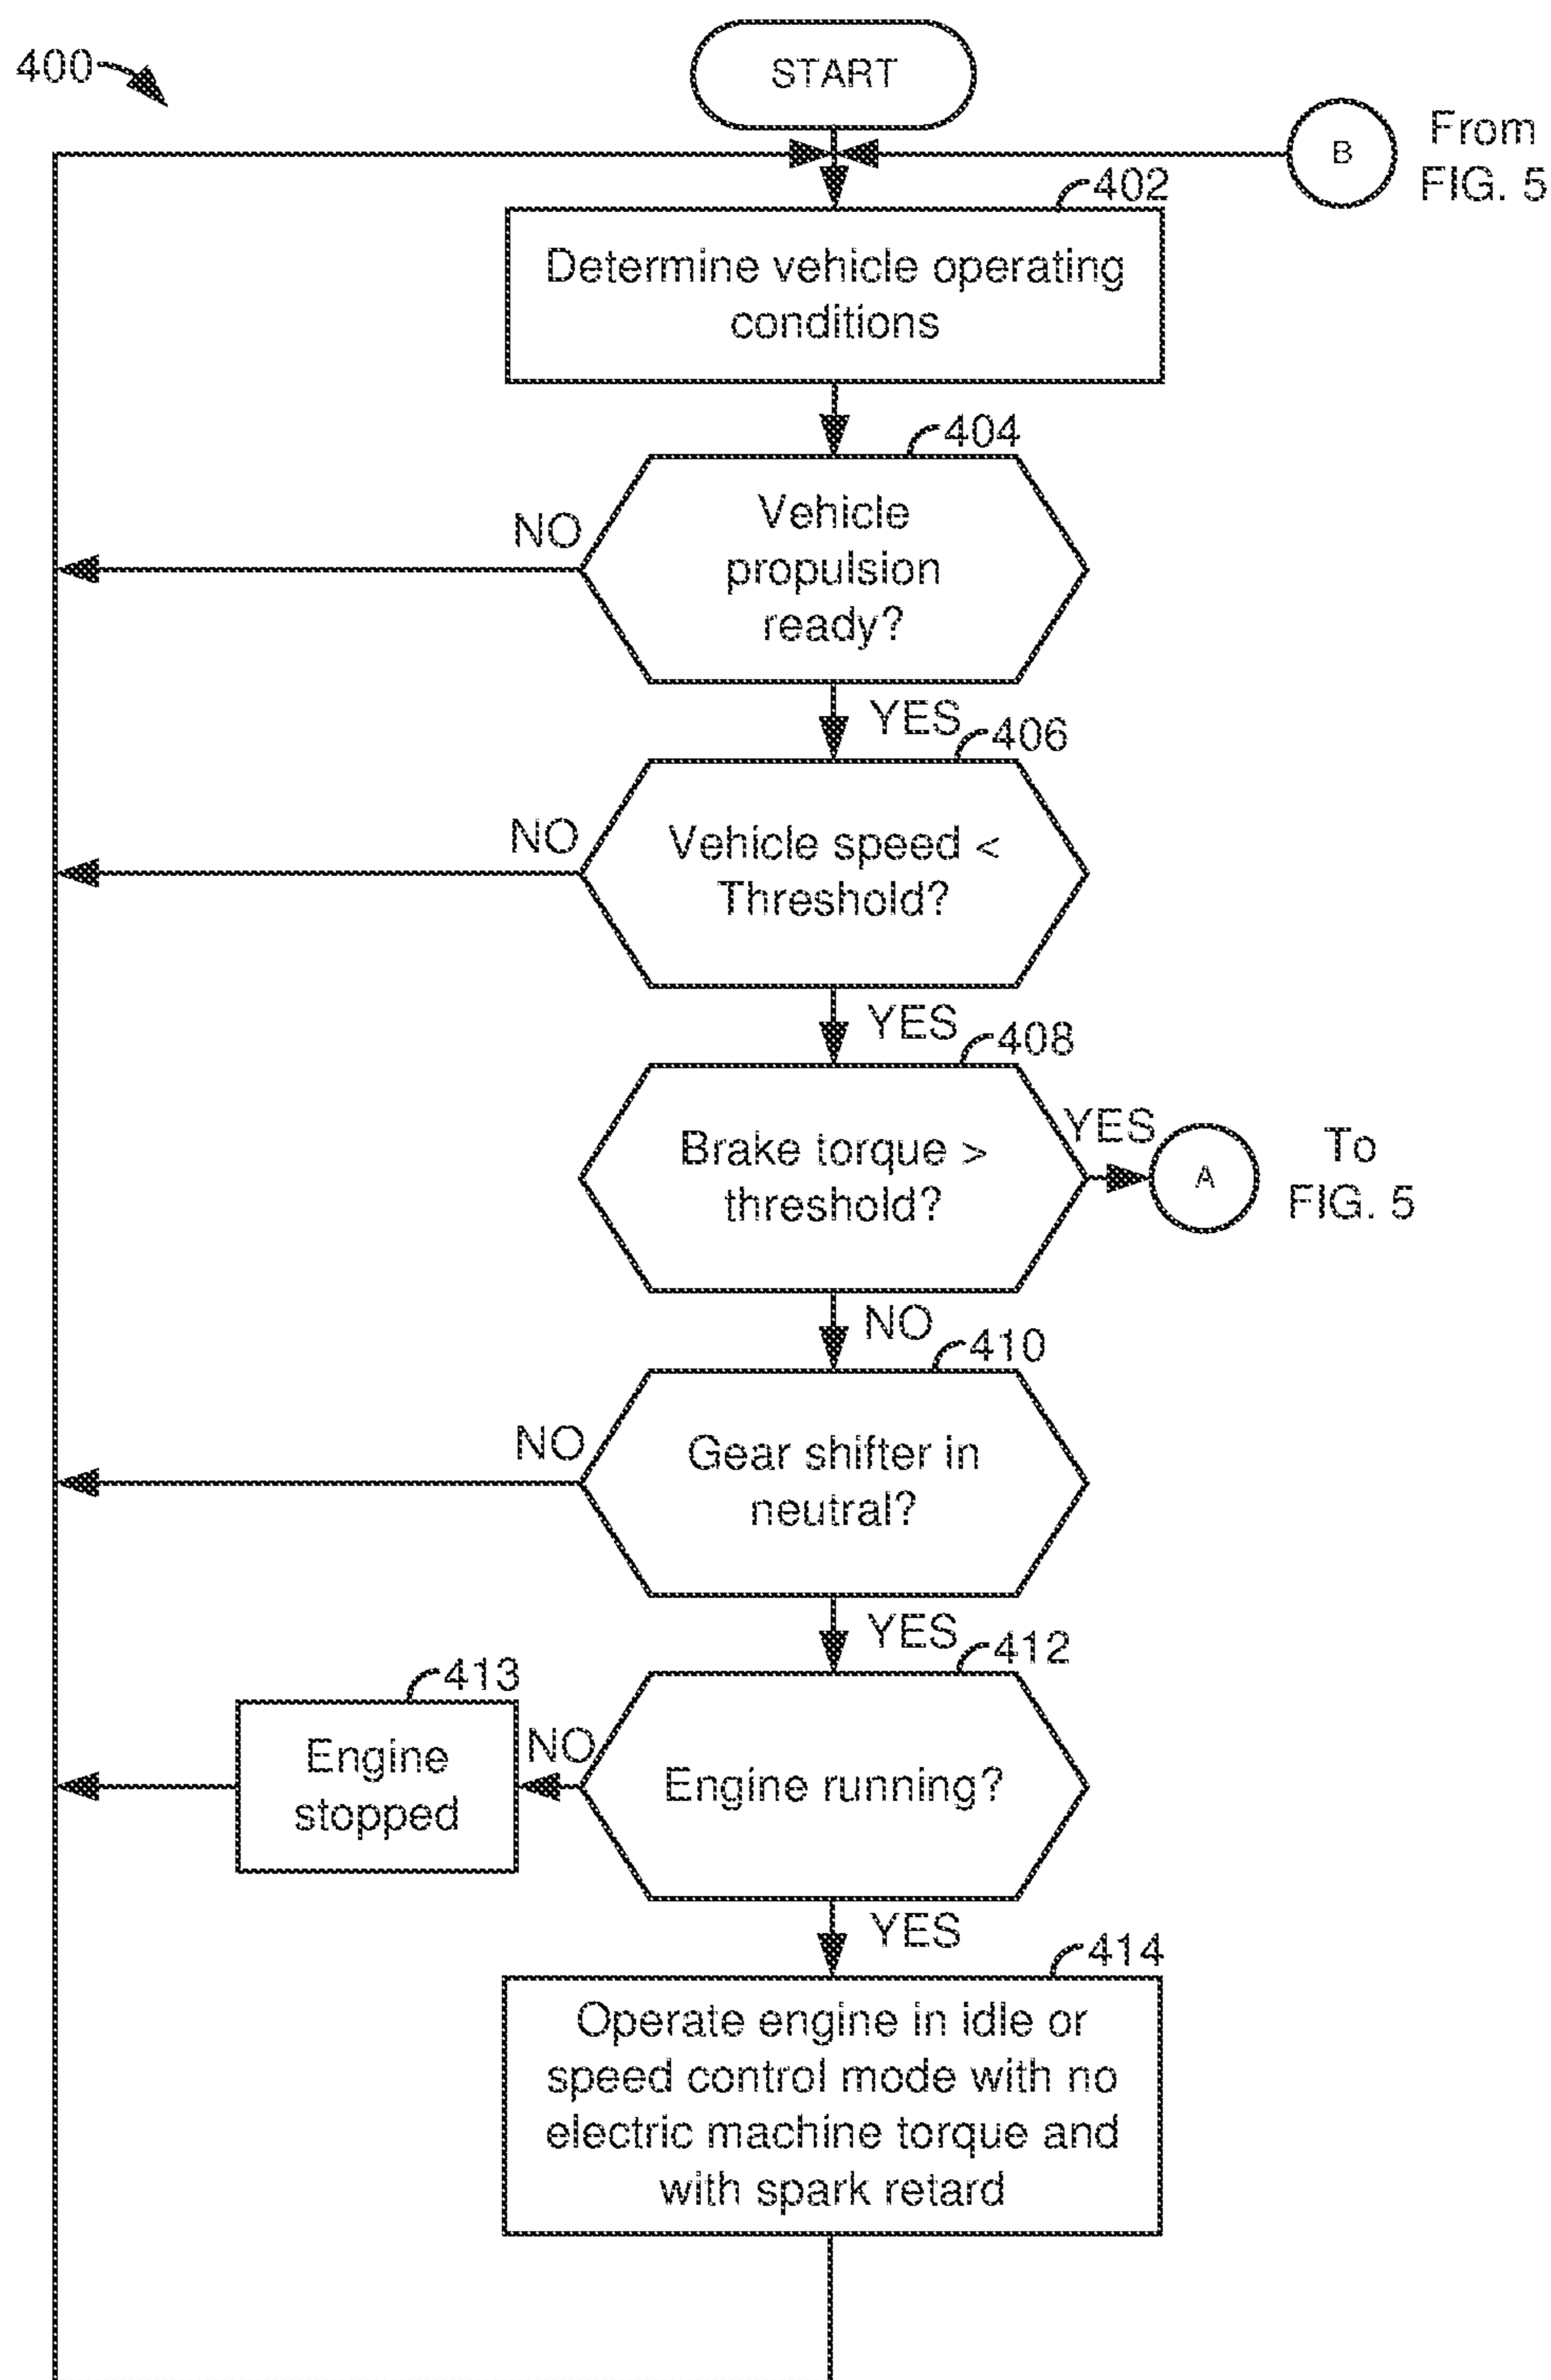 400
START
B
From
FIG. 5
402
Determine vehicle operating
conditions
404
Vehicle
propulsion
ready?
NO
YES
406
Vehicle speed <
Threshold?
NO
YES
408
Brake torque >
threshold?
YES
A
To
FIG. 5
NO
410
Gear shifter in
neutral?
NO
YES
412
Engine running?
NO
413
Engine
stopped
YES
414
Operate engine in idle or
speed control mode with no
electric machine torque and
with spark retard